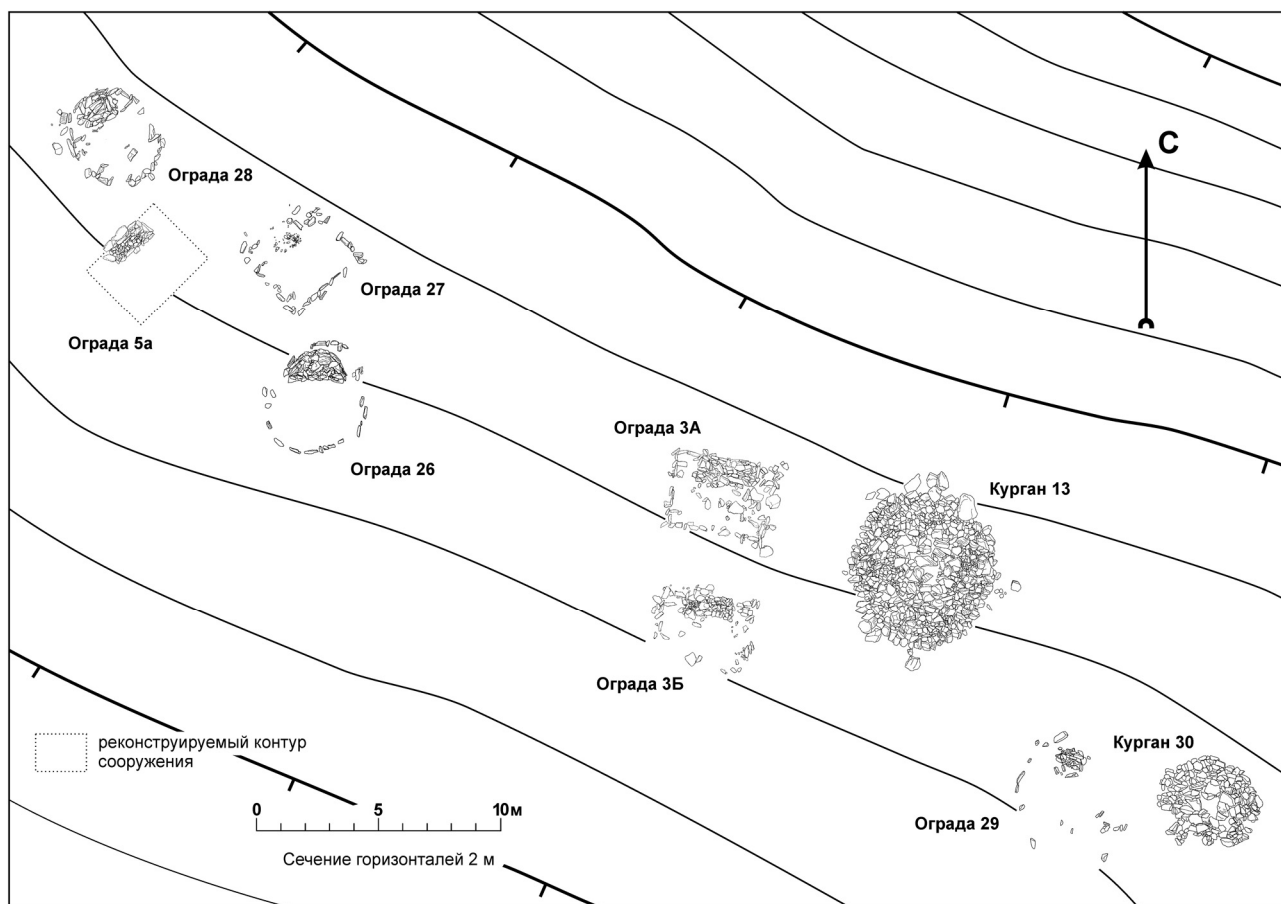 С
Ограда 28
Ограда 27
Ограда 5а
Ограда 26
Ограда 3А
Курган 13
Ограда 3Б
Курган 30
Ограда 29
реконструируемый контур
сооружения
0 5 10м
Сечение горизонталей 2 м